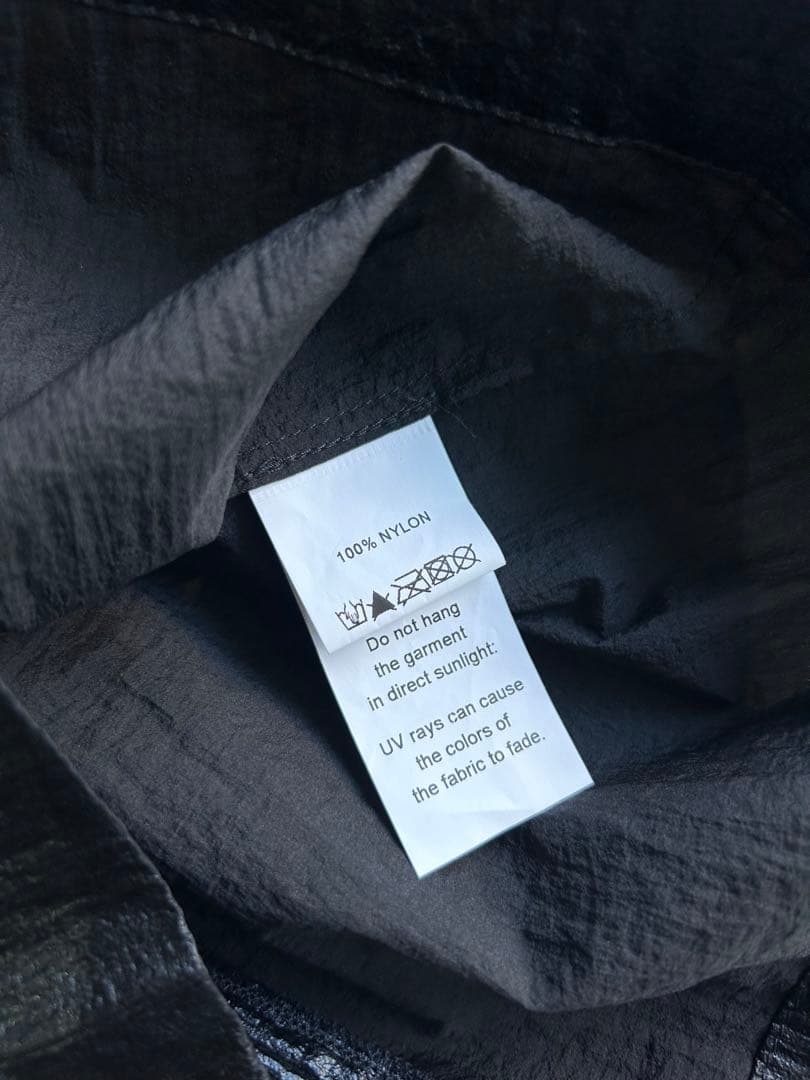 100% NYLON
Do not hang
the garment
in direct sunlight:
UV rays can cause
the colors of
the fabric to fade.